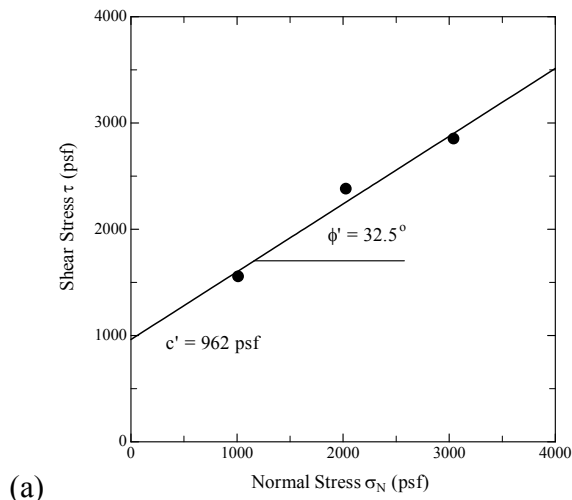 4000
3000
2000
1000
0
Shear Stress τ (psf)
ϕ' = 32.5°
c' = 962 psf
0 1000 2000 3000 4000
Normal Stress σ_N (psf)
(a)